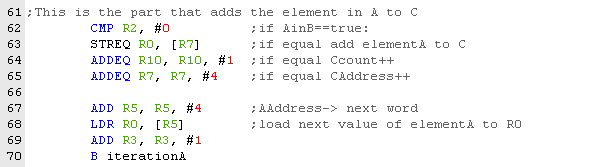 61 ;This is the part that adds the element in A to C
62 CMP R2, #0 ;if AinB==true:
63 STREQ R0, [R7] ;if equal add elementA to C
64 ADDEQ R10, R10, #1 ;if equal Ccount++
65 ADDEQ R7, R7, #4 ;if equal CAddress++
66
67 ADD R5, R5, #4 ;AAddress-> next word
68 LDR R0, [R5] ;load next value of elementA to R0
69 ADD R3, R3, #1
70 B iterationA